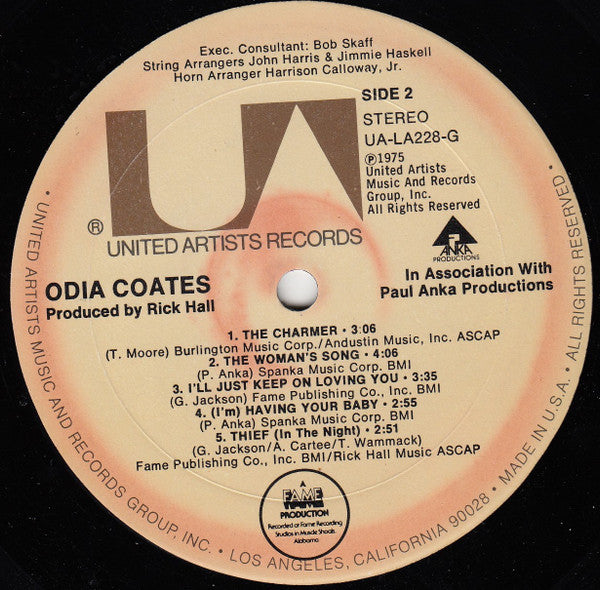 Exec. Consultant: Bob Skaff
String Arrangers John Harris & Jimmie Haskell
Horn Arranger Harrison Calloway, Jr.
UA
®
UNITED ARTISTS RECORDS
SIDE 2
STEREO
UA-LA228-G
℗1975
United Artists
Music And Records
Group, Inc.
All Rights Reserved
PA
ANKA
PRODUCTIONS
In Association With
Paul Anka Productions
ODIA COATES
Produced by Rick Hall
1. THE CHARMER • 3:06
(T. Moore) Burlington Music Corp./Andustin Music, Inc. ASCAP
2. THE WOMAN'S SONG • 4:06
(P. Anka) Spanka Music Corp. BMI
3. I'LL JUST KEEP ON LOVING YOU • 3:35
(G. Jackson) Fame Publishing Co., Inc. BMI
4. (I'm) HAVING YOUR BABY • 2:55
(P. Anka) Spanka Music Corp. BMI
5. THIEF (In The Night) • 2:51
(G. Jackson/A. Cartee/T. Wammack)
Fame Publishing Co., Inc. BMI/Rick Hall Music ASCAP
A
FAME
PRODUCTION
Recorded at Fame Recording
Studios in Muscle Shoals,
Alabama
• UNITED ARTISTS MUSIC AND RECORDS GROUP, INC. • LOS ANGELES, CALIFORNIA 90028 • MADE IN U.S.A. • ALL RIGHTS RESERVED.